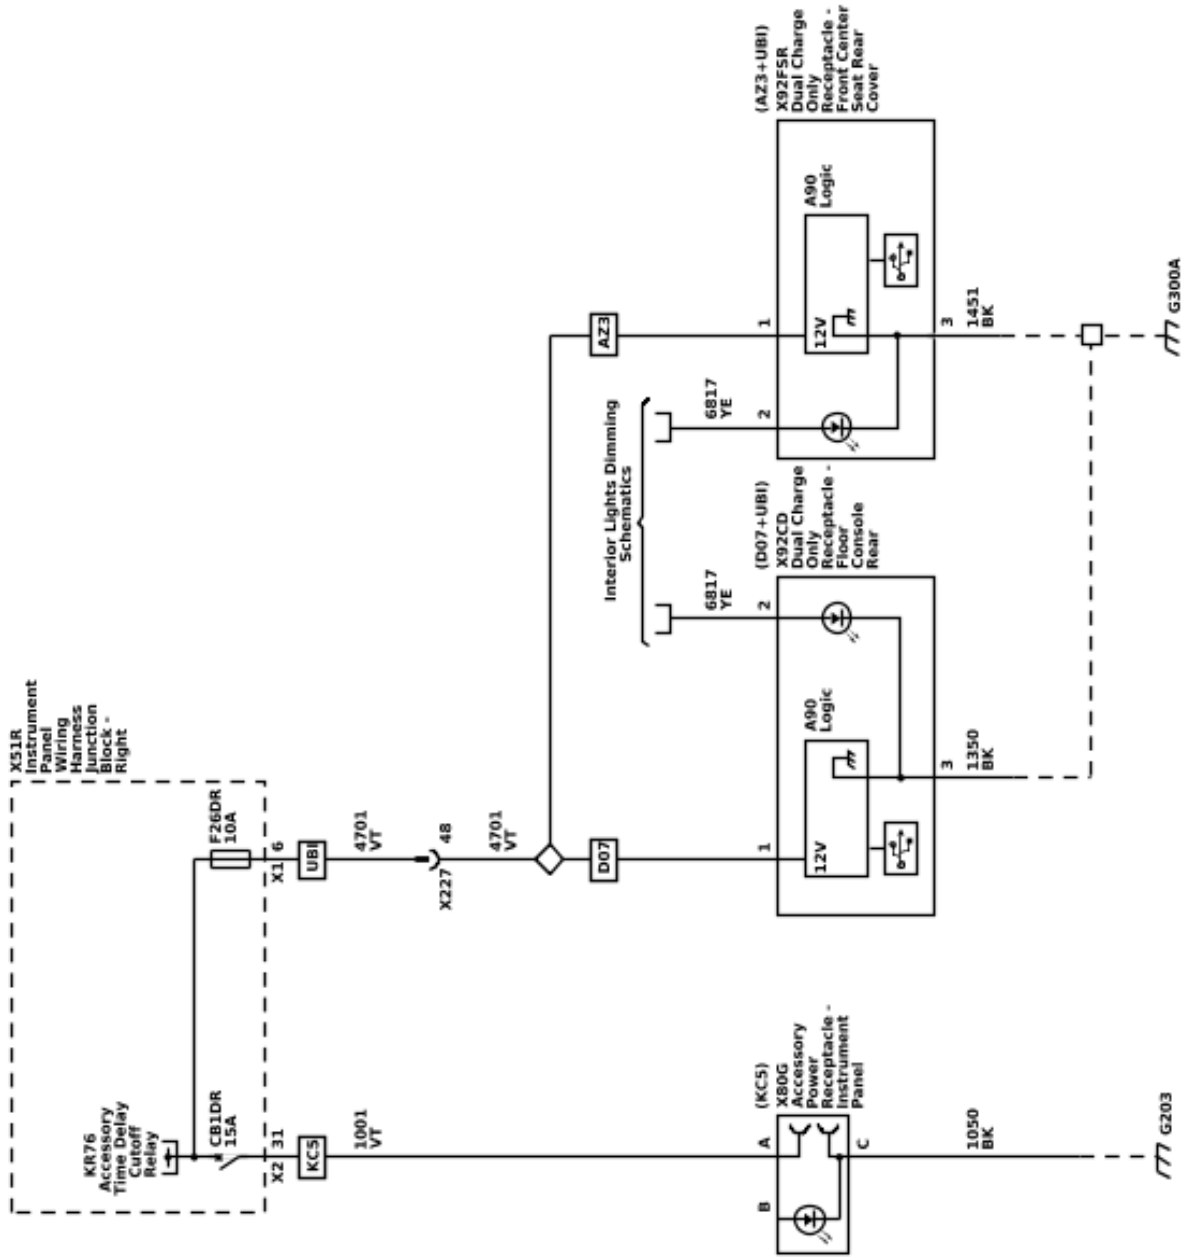 X51R
Instrument
Panel
Wiring
Harness
Junction
Block -
Right
KR76
Accessory
Time Delay
Cutoff
Relay
CB1DR
15A
F26DR
10A
X2 31
X1 6
KC5
UBI
1001
VT
4701
VT
X227 48
4701
VT
D07
AZ3
Interior Lights Dimming
Schematics
6817
YE
6817
YE
(KC5)
X80G
Accessory
Power
Receptacle -
Instrument
Panel
B A
C
(D07+UBI)
X92CD
Dual Charge
Only
Receptacle -
Floor
Console
Rear
1 2
12V
A90
Logic
3
(AZ3+UBI)
X92FSR
Dual Charge
Only
Receptacle -
Front Center
Seat Rear
Cover
2 1
12V
A90
Logic
3
1050
BK
1350
BK
1451
BK
G203
G300A